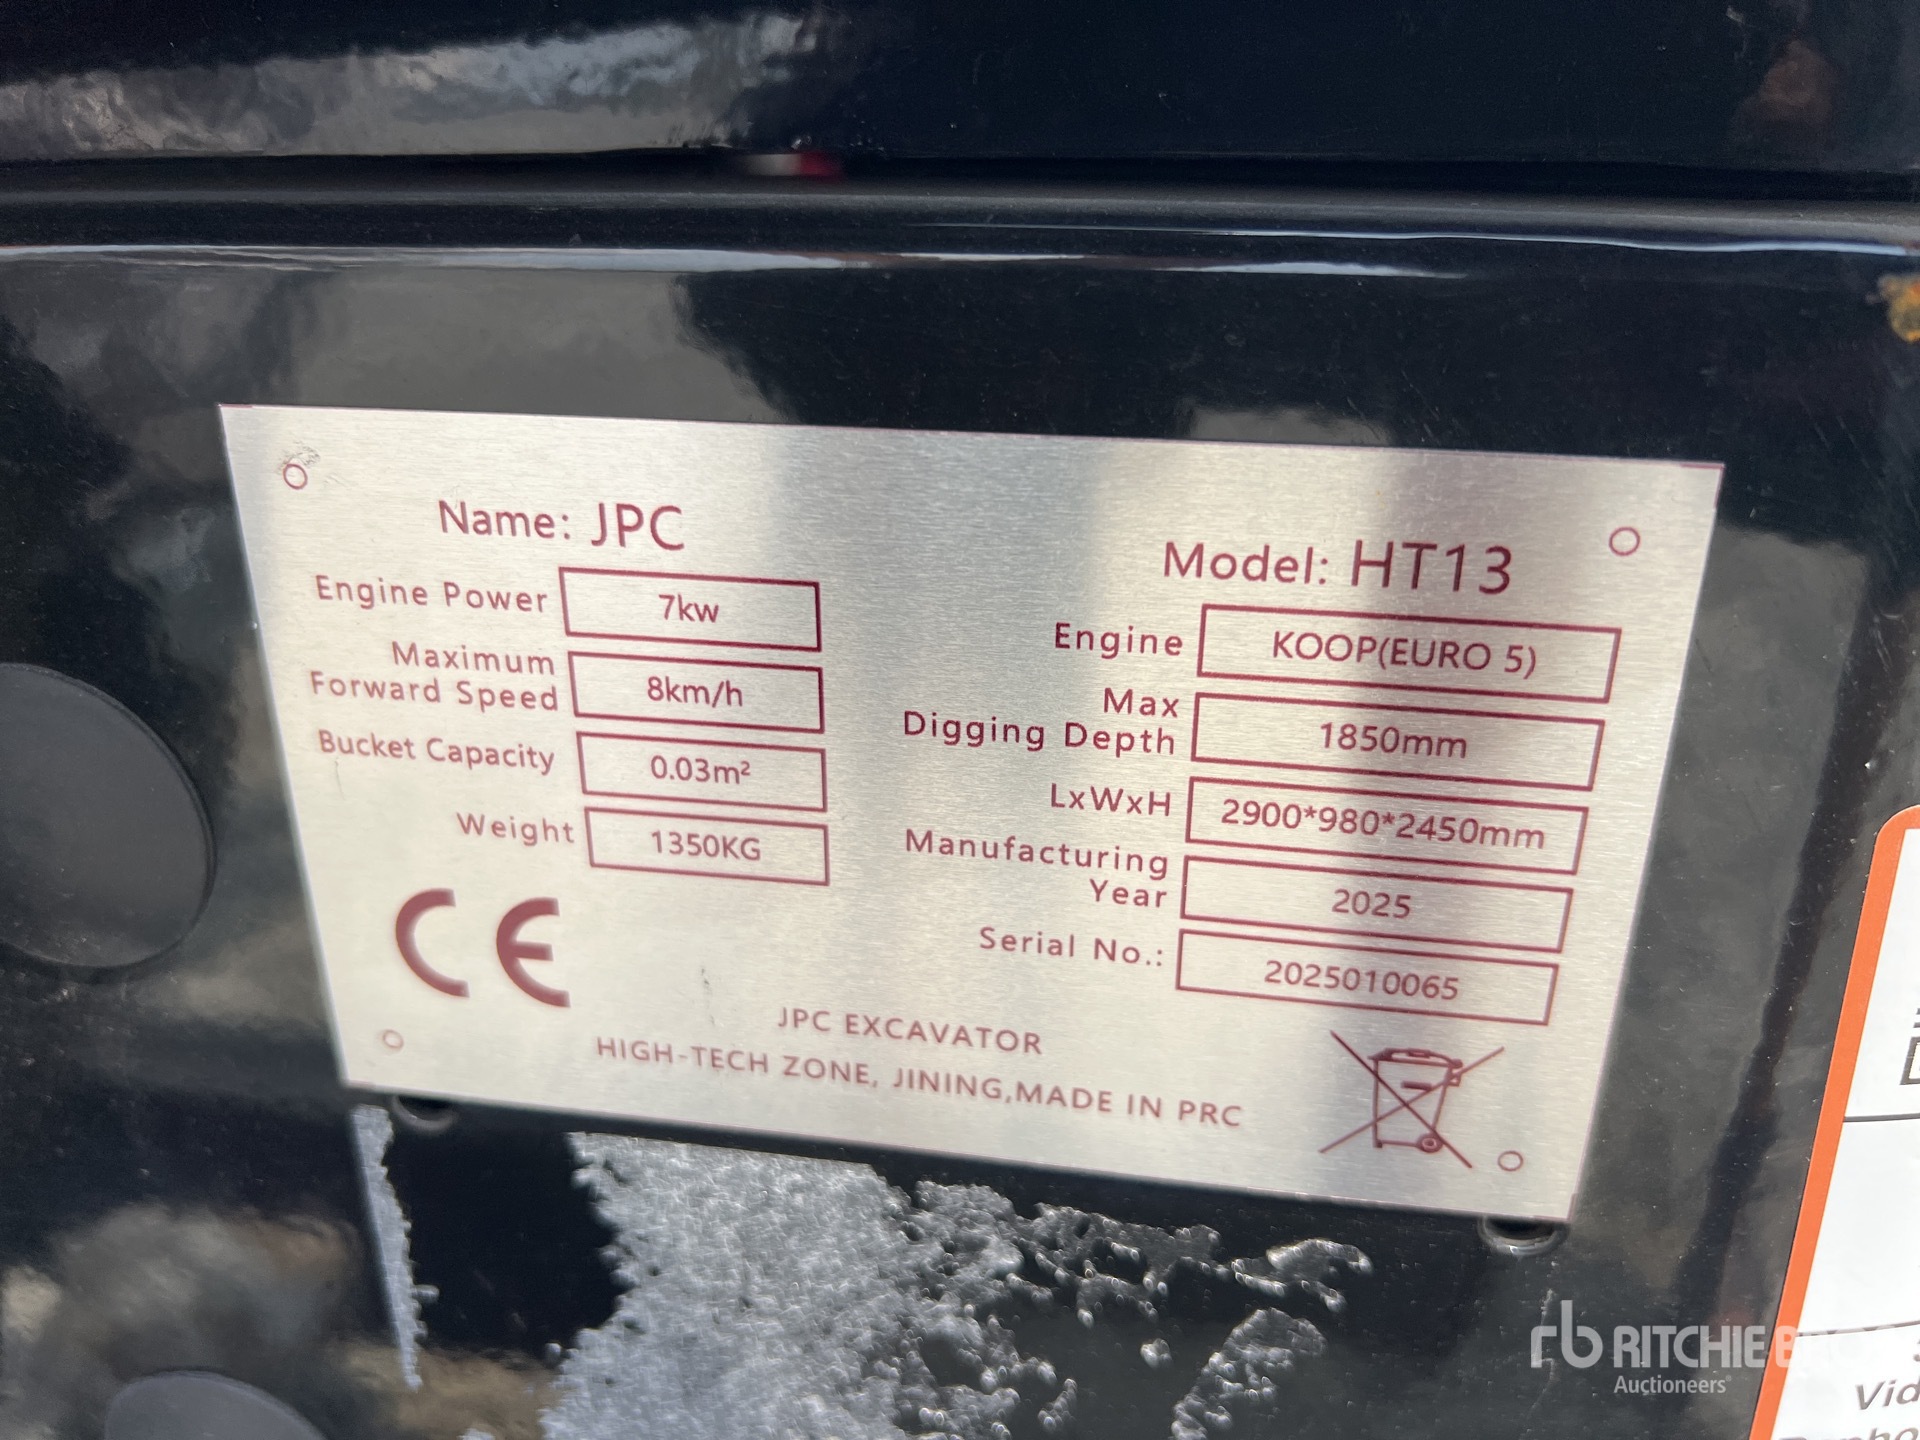 Name: JPC
Engine Power 7kw
Maximum
Forward Speed 8km/h
Bucket Capacity 0.03m²
Weight 1350KG
Model: HT13
Engine KOOP(EURO 5)
Max
Digging Depth 1850mm
LxWxH 2900*980*2450mm
Manufacturing
Year 2025
Serial No.: 2025010065
CE
JPC EXCAVATOR
HIGH-TECH ZONE, JINING,MADE IN PRC
rb RITCHIE
Auctioneers